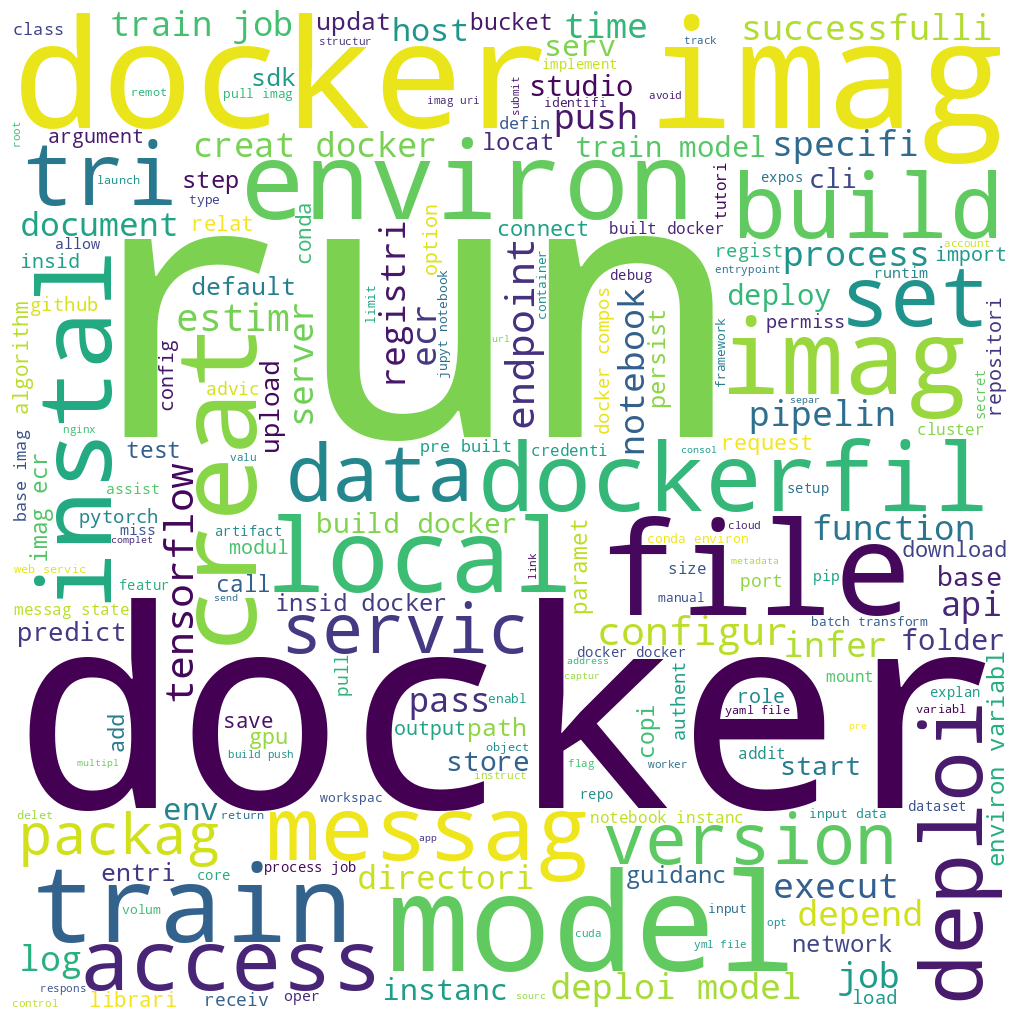 class
train job
updat
host
bucket
time
successfulli
structur
serv
track
docker imag
implement
sdk
studio
remot
pull imag
imag uri
submit
identifi
avoid
push
root
argument
creat docker
defin
locat
train model
specifi
tri
environ
build
launch
step
type
tutori
expos
cli
document
relat
conda
registri
option
connect
built docker
regist
process
import
account
allow
insid
run
ecr
endpoint
container
debug
entrypoint
runtim
instal
default
limit
jupyt notebook
notebook
deploy
set
github
estim
docker compos
persist
permiss
repositori
algorithm
config
creat
server
url
framework
imag
advic
upload
separ
secret
nginx
pipelin
cluster
base imag
test
valu
pre built
credenti
consol
request
imag ecr
data
dockerfil
setup
assist
pytorch
artifact
build docker
cloud
function
miss
complet
tensorflow
modul
local
link
paramet
conda environ
file
download
web servic
featur
call
size
metadata
port
pip
base
messag state
send
insid docker
manual
batch transform
api
predict
servic
configur
infer
folder
docker docker
docker
pull
address
captur
mount
environ variabl
add
save
pass
enabl
copi
authent
role
yaml file
explan
variabl
gpu
output
path
object
pre
multipl
build push
store
flag
worker
addit
start
instruct
workspac
repo
dataset
deploi
delet
env
return
messag
notebook instanc
input data
packag
app
version
entri
core
process job
directori
guidanc
execut
train
model
volum
input
opt
depend
cuda
log
access
yml file
network
respons
instanc
deploi model
job
control
librari
receiv
oper
sourc
load